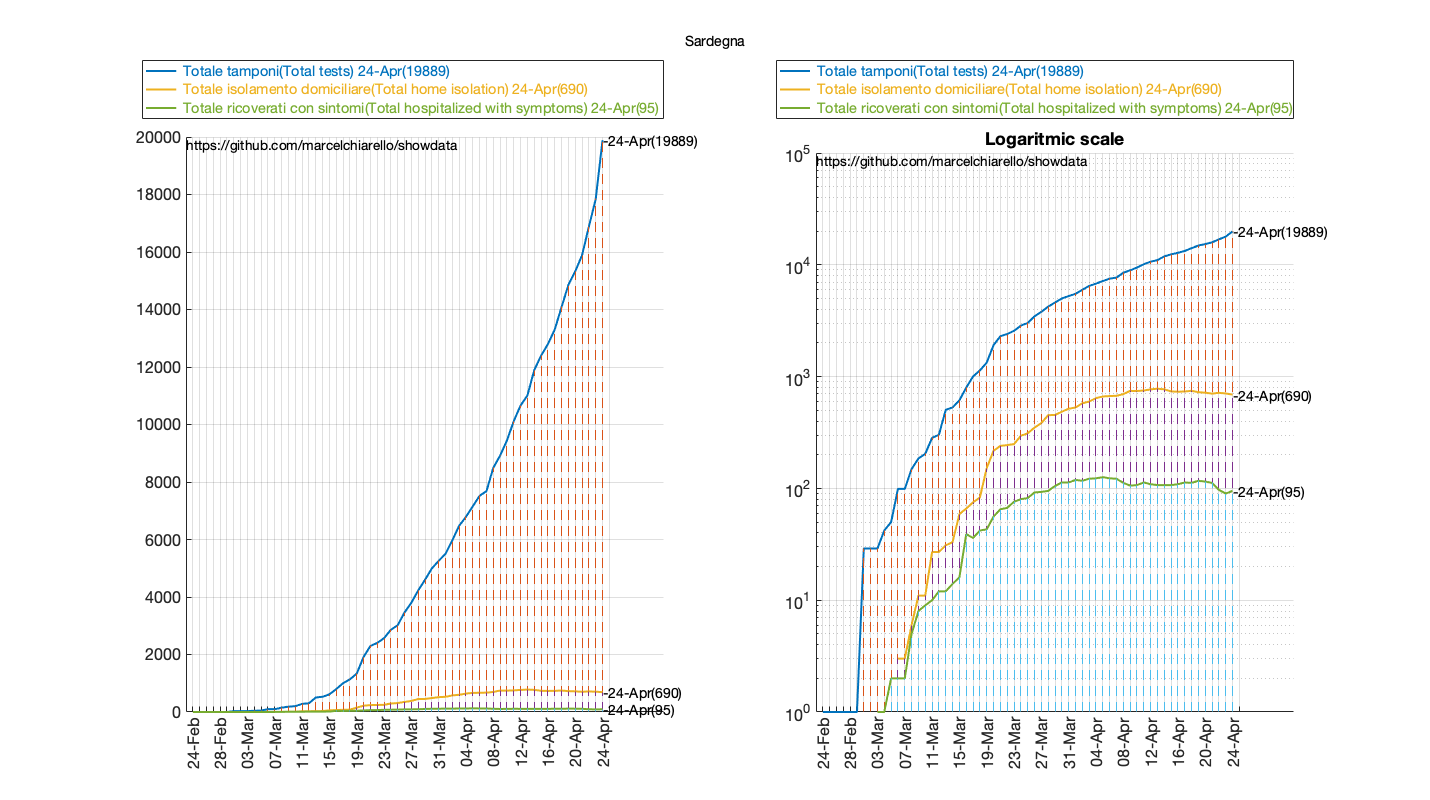 Sardegna
Totale tamponi(Total tests) 24-Apr(19889)
Totale isolamento domiciliare(Total home isolation) 24-Apr(690)
Totale ricoverati con sintomi(Total hospitalized with symptoms) 24-Apr(95)
https://github.com/marcelchiarello/showdata
20000
18000
16000
14000
12000
10000
8000
6000
4000
2000
0
-24-Apr(19889)
-24-Apr(690)
-24-Apr(95)
24-Feb
28-Feb
03-Mar
07-Mar
11-Mar
15-Mar
19-Mar
23-Mar
27-Mar
31-Mar
04-Apr
08-Apr
12-Apr
16-Apr
20-Apr
24-Apr
Totale tamponi(Total tests) 24-Apr(19889)
Totale isolamento domiciliare(Total home isolation) 24-Apr(690)
Totale ricoverati con sintomi(Total hospitalized with symptoms) 24-Apr(95)
Logaritmic scale
https://github.com/marcelchiarello/showdata
10^5
10^4
10^3
10^2
10^1
10^0
-24-Apr(19889)
-24-Apr(690)
-24-Apr(95)
24-Feb
28-Feb
03-Mar
07-Mar
11-Mar
15-Mar
19-Mar
23-Mar
27-Mar
31-Mar
04-Apr
08-Apr
12-Apr
16-Apr
20-Apr
24-Apr